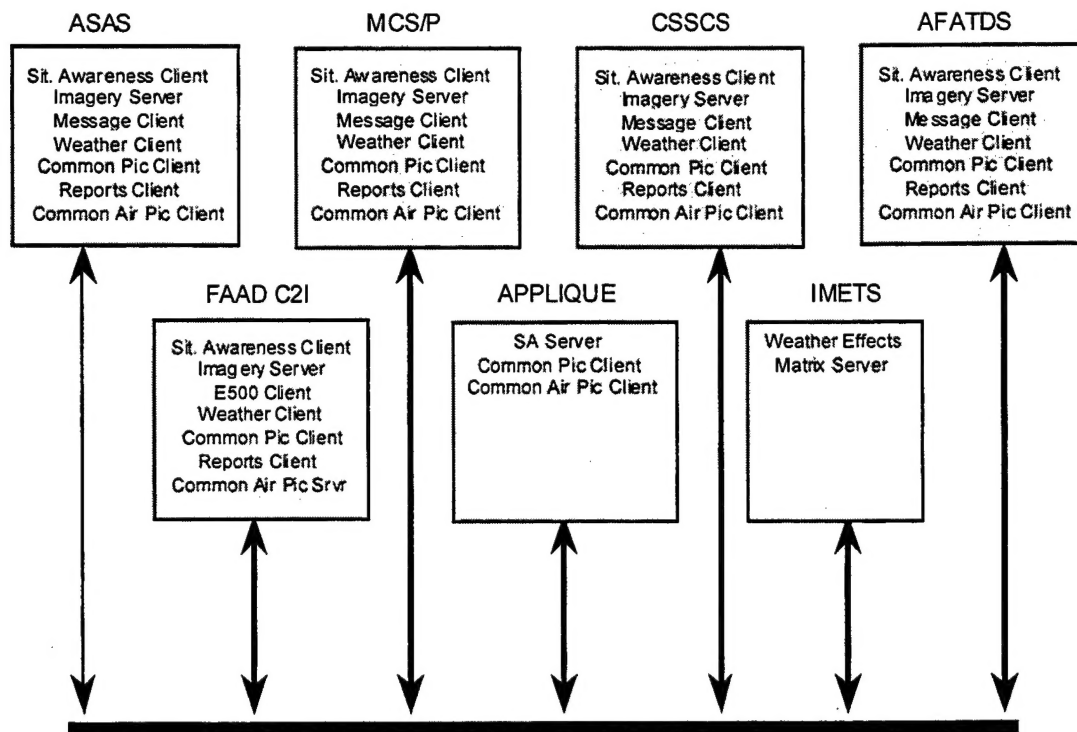 ASAS
Sit. Awareness Client
Imagery Server
Message Client
Weather Client
Common Pic Client
Reports Client
Common Air Pic Client
MCS/P
Sit. Awareness Client
Imagery Server
Message Client
Weather Client
Common Pic Client
Reports Client
Common Air Pic Client
CSSCS
Sit. Awareness Client
Imagery Server
Message Client
Weather Client
Common Pic Client
Reports Client
Common Air Pic Client
AFATDS
Sit. Awareness Client
Imagery Server
Message Client
Weather Client
Common Pic Client
Reports Client
Common Air Pic Client
FAAD C2I
Sit. Awareness Client
Imagery Server
E500 Client
Weather Client
Common Pic Client
Reports Client
Common Air Pic Srvr
APPLIQUE
SA Server
Common Pic Client
Common Air Pic Client
IMETS
Weather Effects
Matrix Server